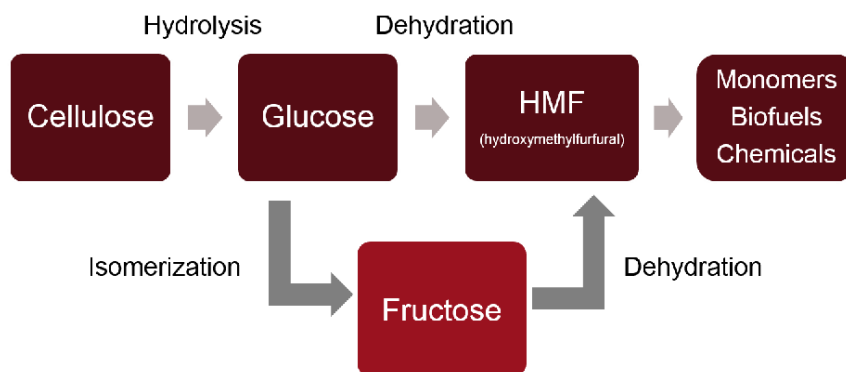 Hydrolysis
Dehydration
Cellulose
Glucose
HMF
(hydroxymethylfurfural)
Monomers
Biofuels
Chemicals
Isomerization
Fructose
Dehydration